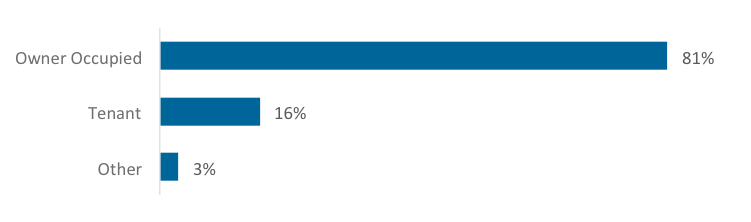 Owner Occupied 81%
Tenant 16%
Other 3%